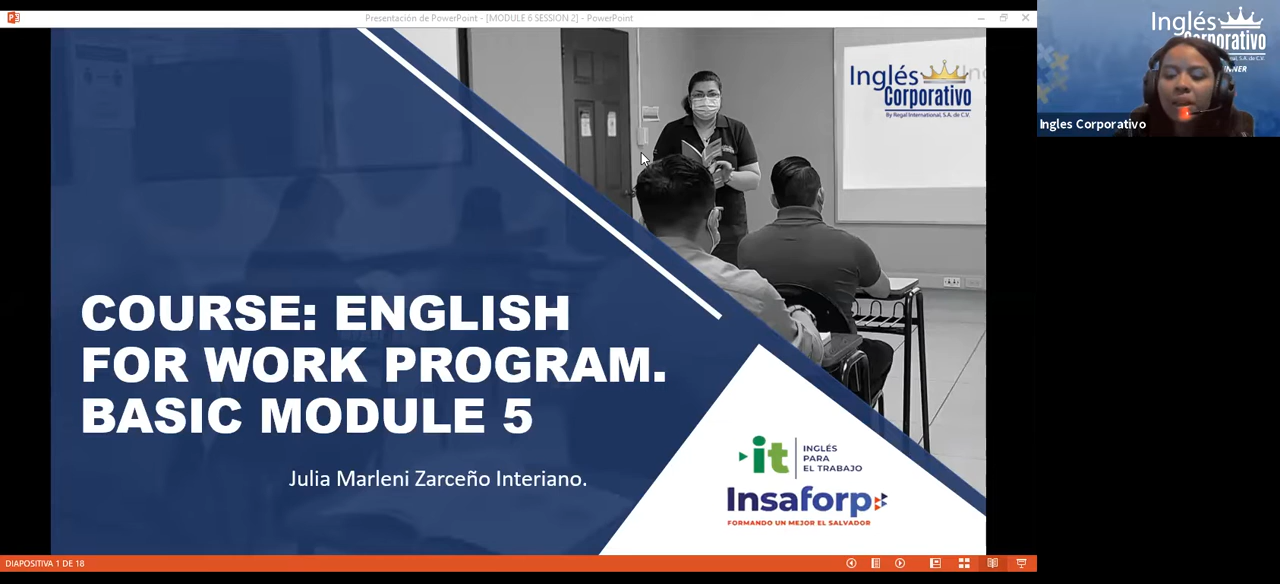 Presentación de PowerPoint - [MODULE 6 SESSION 2] - PowerPoint
Inglés
Corporativo
By Regal International, S.A. de C.V.
COURSE: ENGLISH
FOR WORK PROGRAM.
BASIC MODULE 5
Julia Marleni Zarceño Interiano.
it
INGLÉS
PARA
EL TRABAJO
Insaforp
FORMANDO UN MEJOR EL SALVADOR
DIAPOSITIVA 1 DE 18
Inglés
Corporativo
Ingles Corporativo